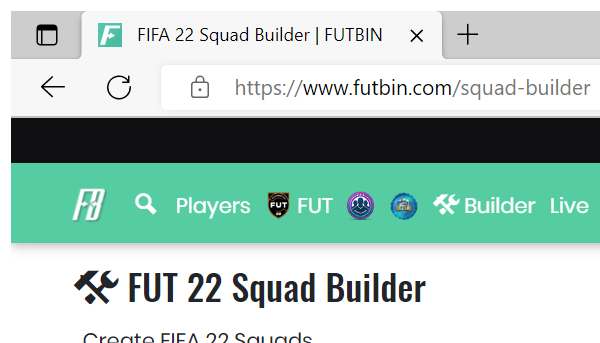 FIFA 22 Squad Builder | FUTBIN
https://www.futbin.com/squad-builder
FB Players FUT Builder Live
FUT 22 Squad Builder
Create FIFA 22 Squads